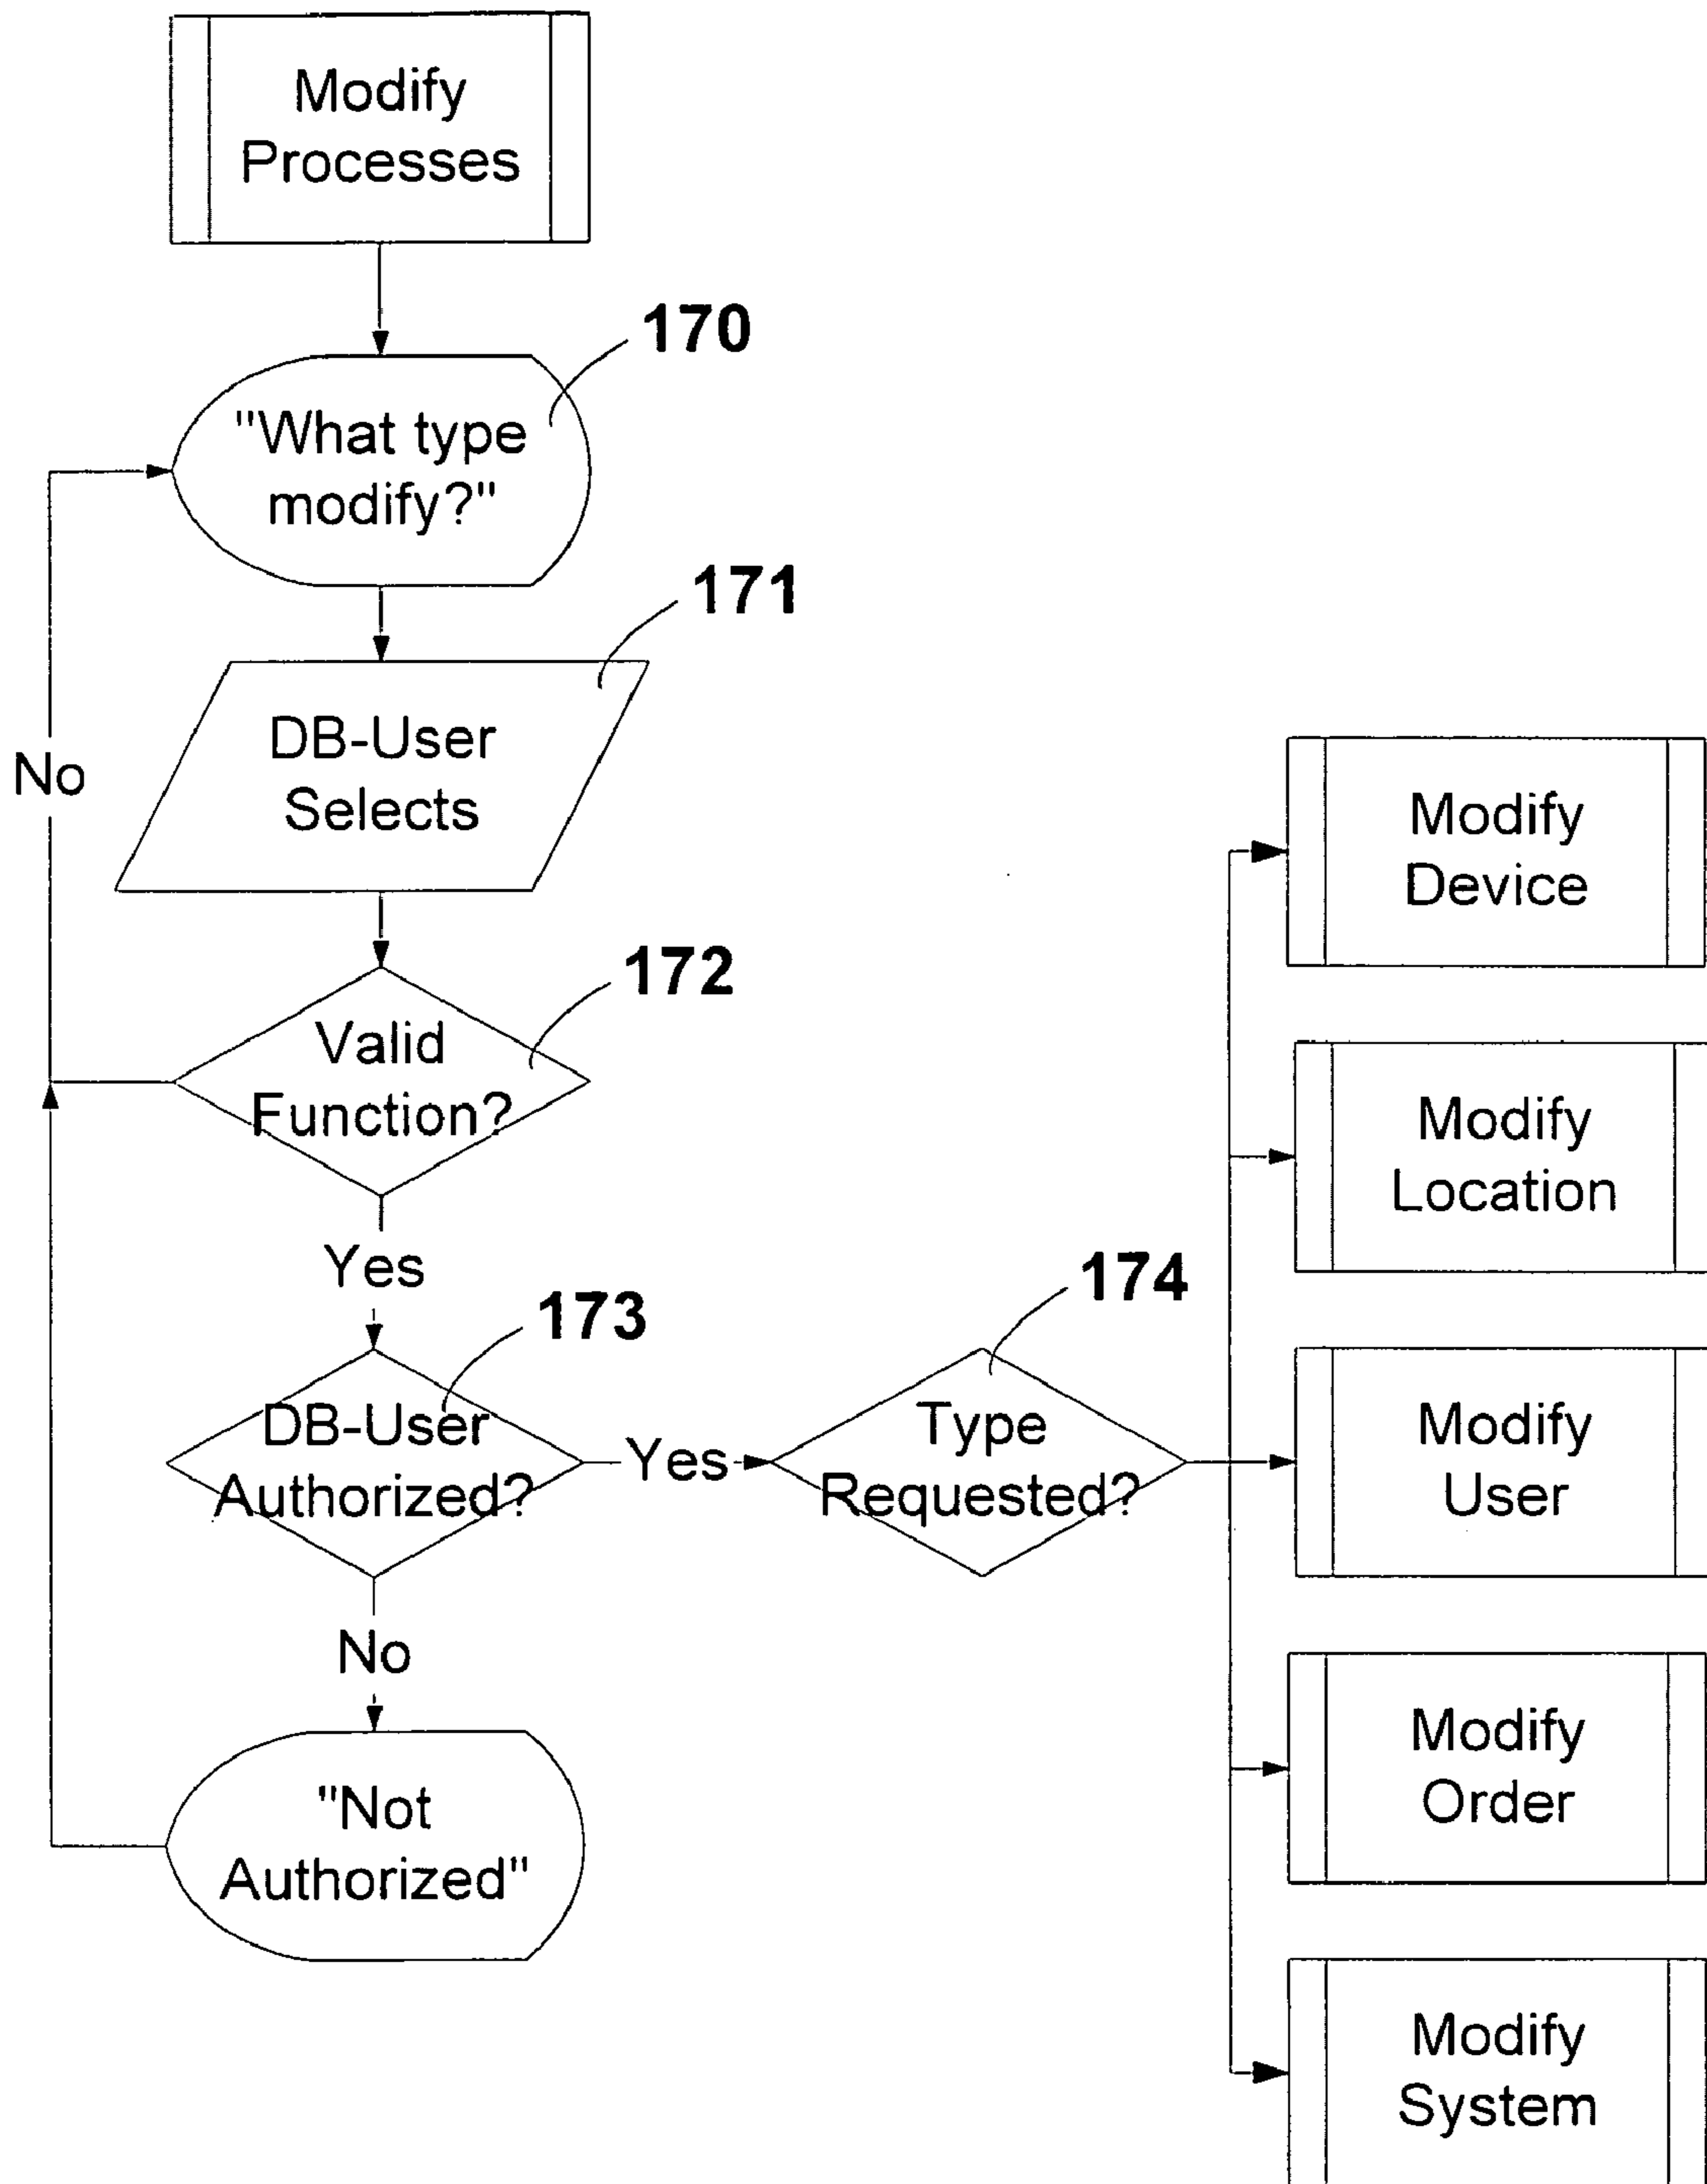 Modify
Processes
170
"What type
modify?"
171
DB-User
Selects
No
172
Valid
Function?
Yes
173
DB-User
Authorized?
Yes
174
Type
Requested?
No
"Not
Authorized"
Modify
Device
Modify
Location
Modify
User
Modify
Order
Modify
System